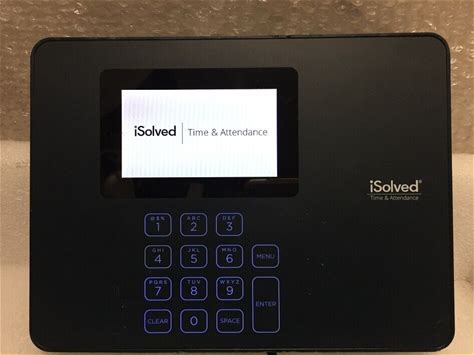 iSolved | Time & Attendance
iSolved®
Time & Attendance
@$% ABC DEF
1 2 3
GHI JKL MNO
4 5 6 MENU
PQRS TUV WXY
7 8 9 ENTER
CLEAR 0 SPACE